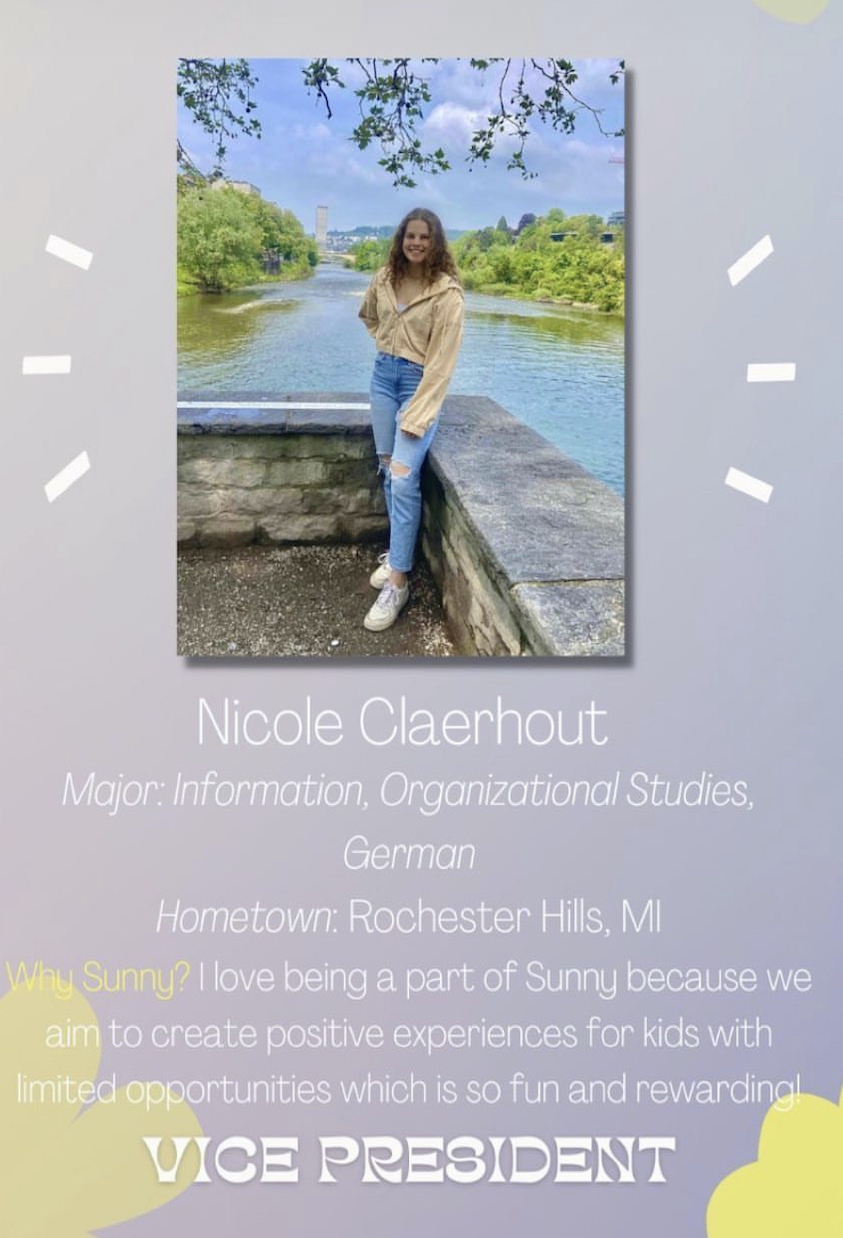 Nicole Claerhout
Major: Information, Organizational Studies,
German
Hometown: Rochester Hills, MI
Why Sunny? I love being a part of Sunny because we
aim to create positive experiences for kids with
limited opportunities which is so fun and rewarding!
VICE PRESIDENT